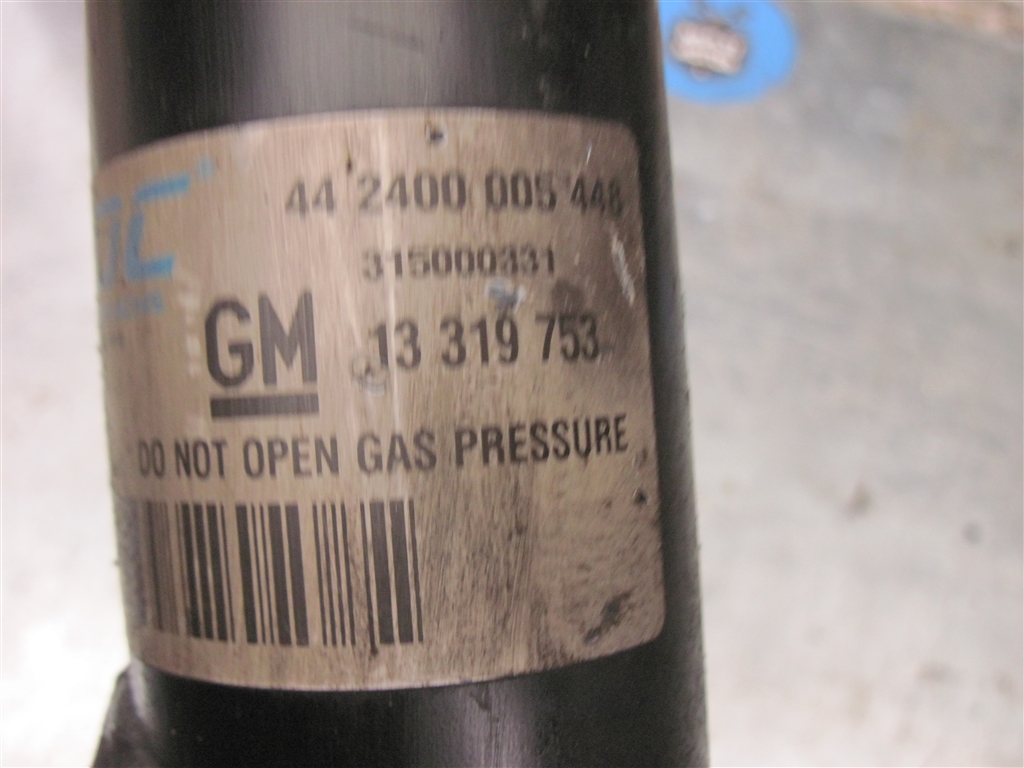 44 2400 005 448
315000331
GM 13 319 753
DO NOT OPEN GAS PRESSURE